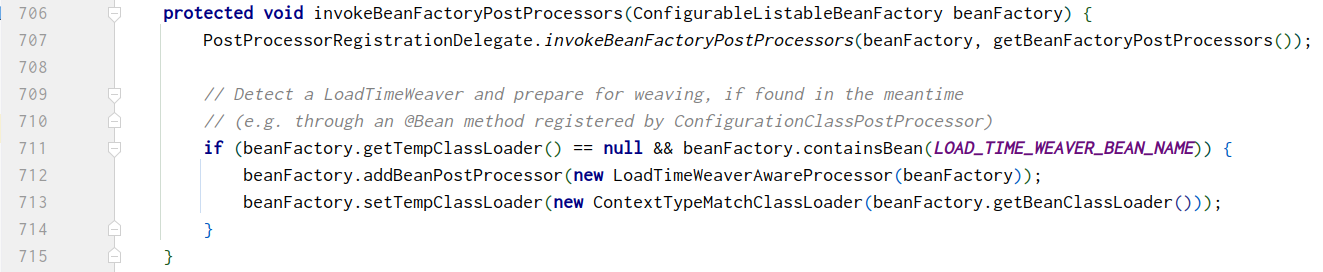 706 protected void invokeBeanFactoryPostProcessors(ConfigurableListableBeanFactory beanFactory) {
707 PostProcessorRegistrationDelegate.invokeBeanFactoryPostProcessors(beanFactory, getBeanFactoryPostProcessors());
708
709 // Detect a LoadTimeWeaver and prepare for weaving, if found in the meantime
710 // (e.g. through an @Bean method registered by ConfigurationClassPostProcessor)
711 if (beanFactory.getTempClassLoader() == null && beanFactory.containsBean(LOAD_TIME_WEAVER_BEAN_NAME)) {
712 beanFactory.addBeanPostProcessor(new LoadTimeWeaverAwareProcessor(beanFactory));
713 beanFactory.setTempClassLoader(new ContextTypeMatchClassLoader(beanFactory.getBeanClassLoader()));
714 }
715 }